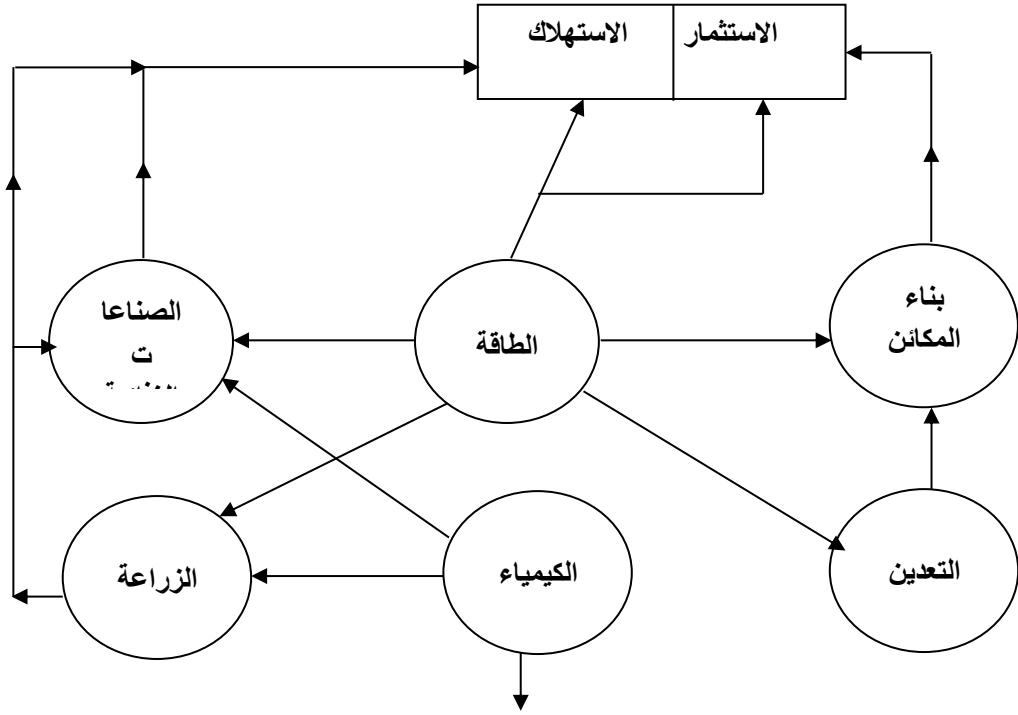 الاستثمار
الاستهلاك
بناء
المكائن
الطاقة
الصناعا
ت
التعدين
الكيمياء
الزراعة